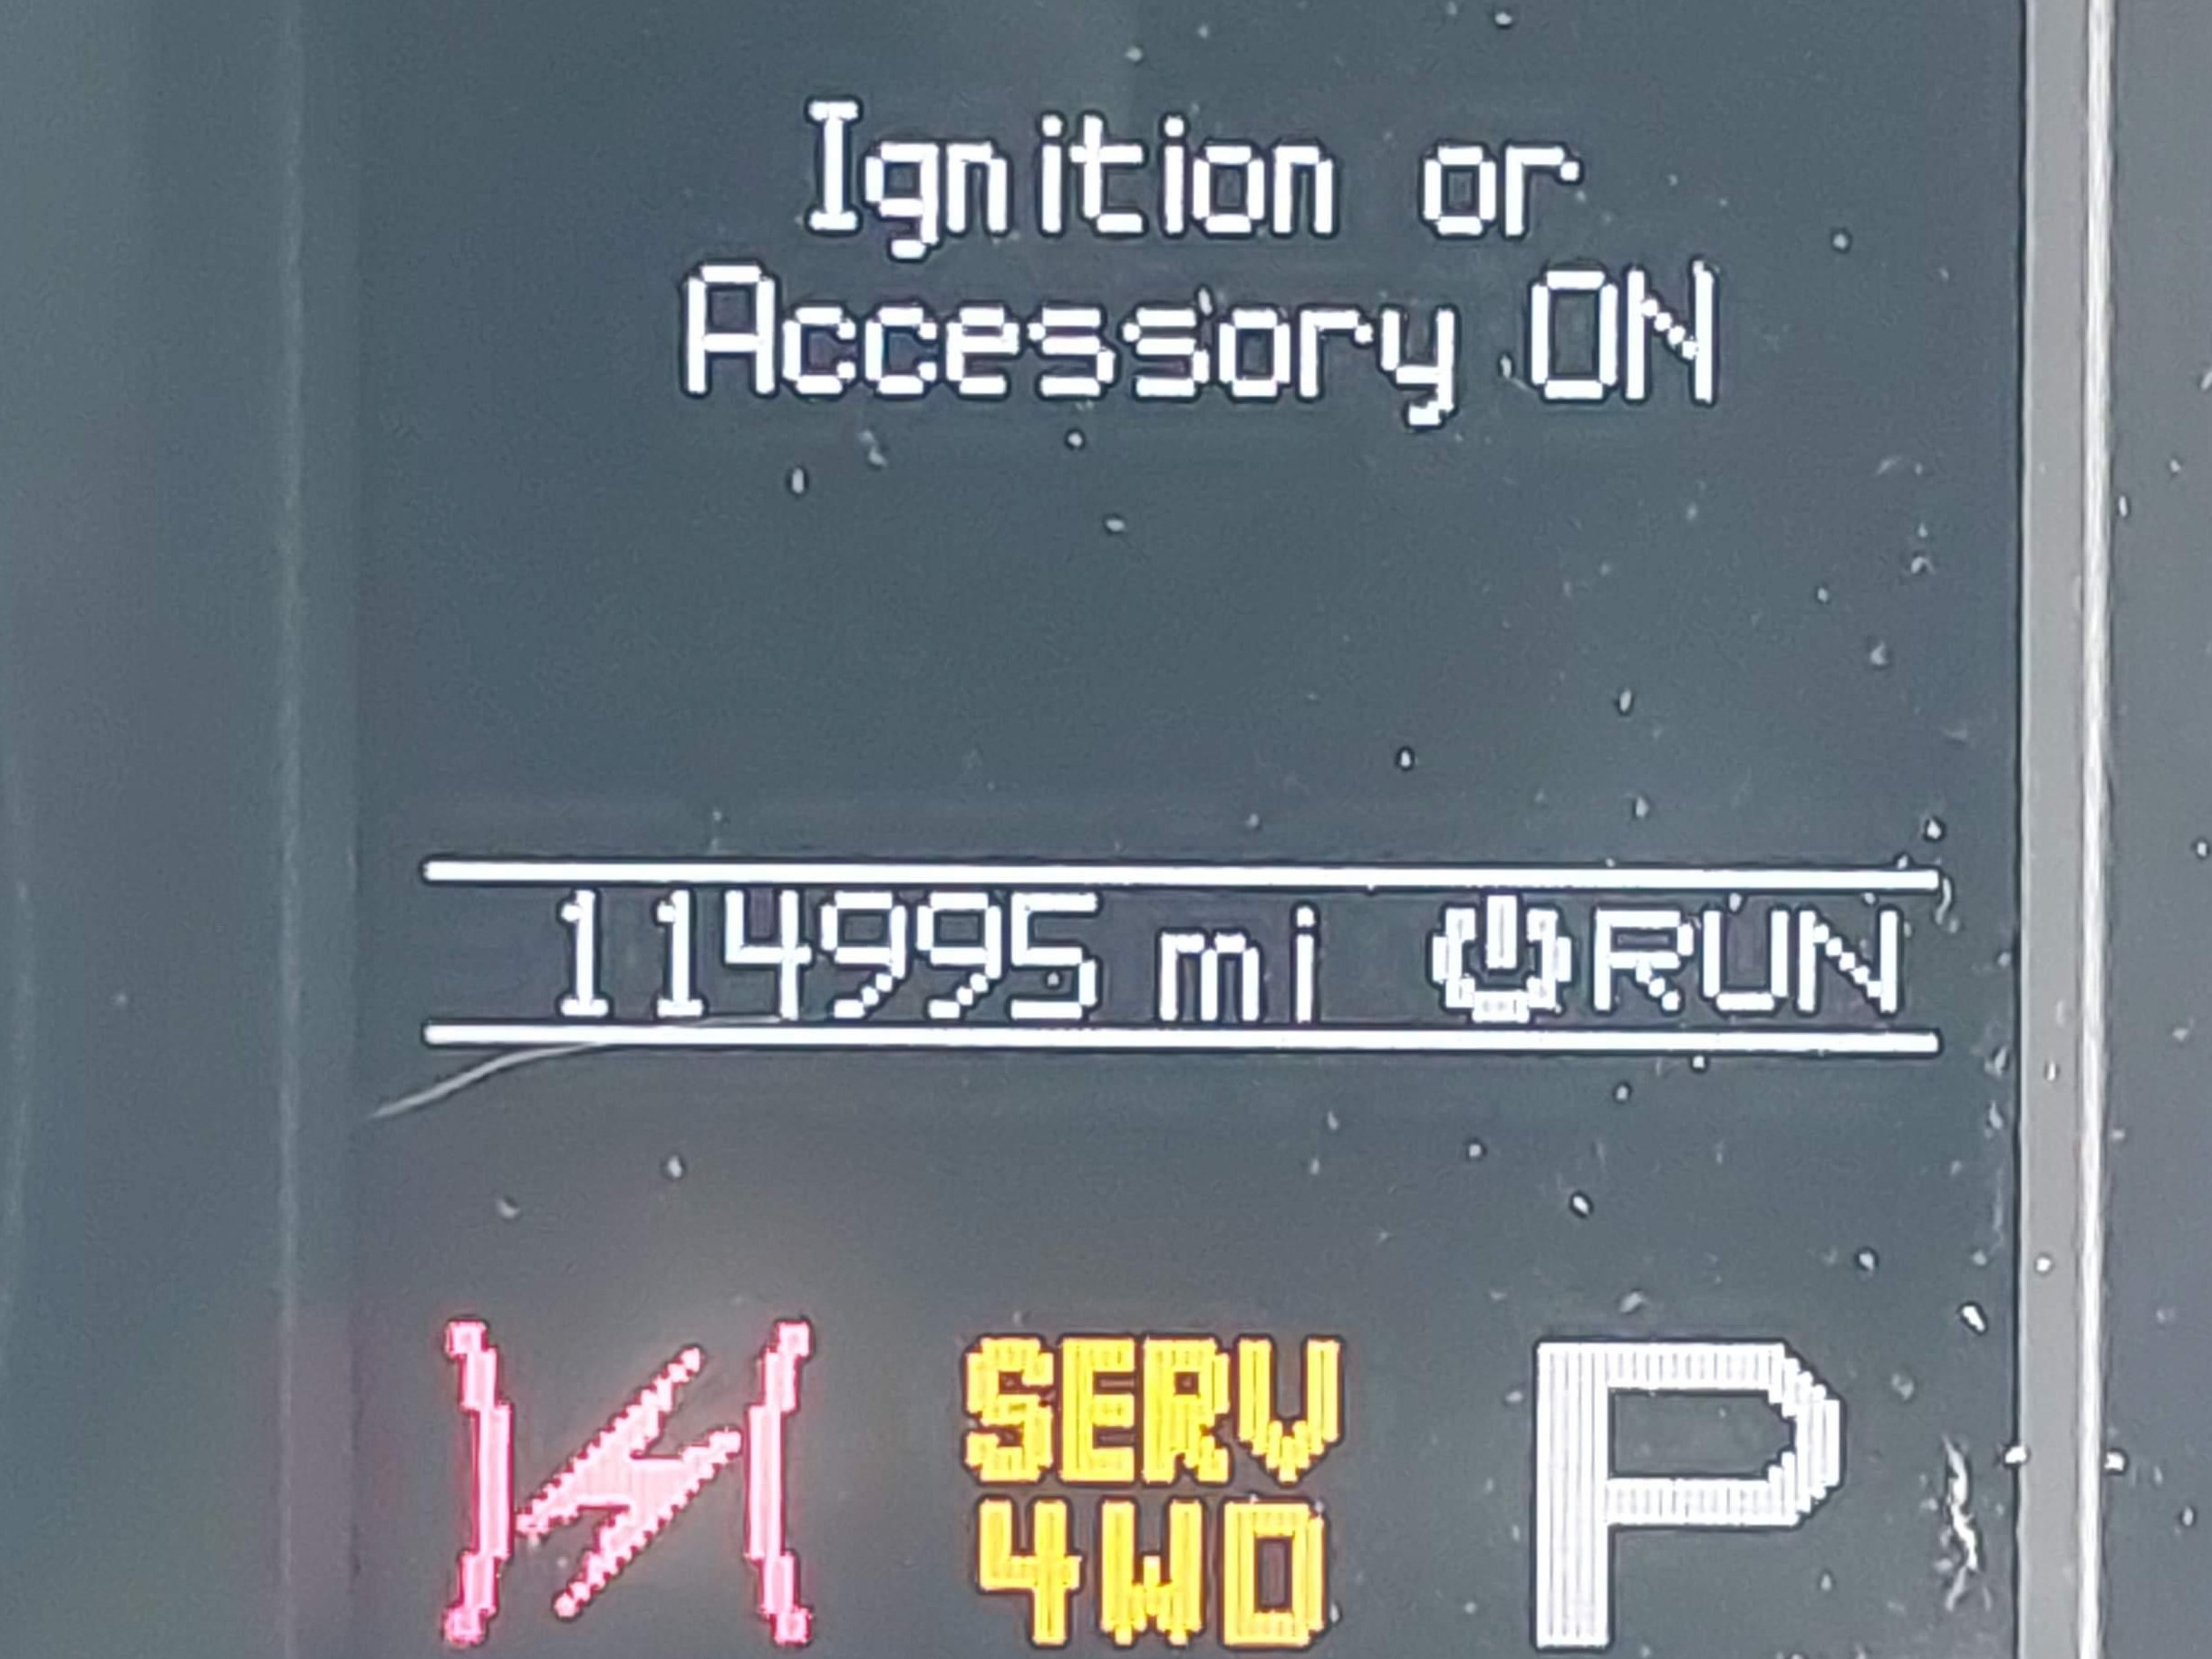 Ignition or
Accessory ON
114995 mi RUN
SERV
4WD
P